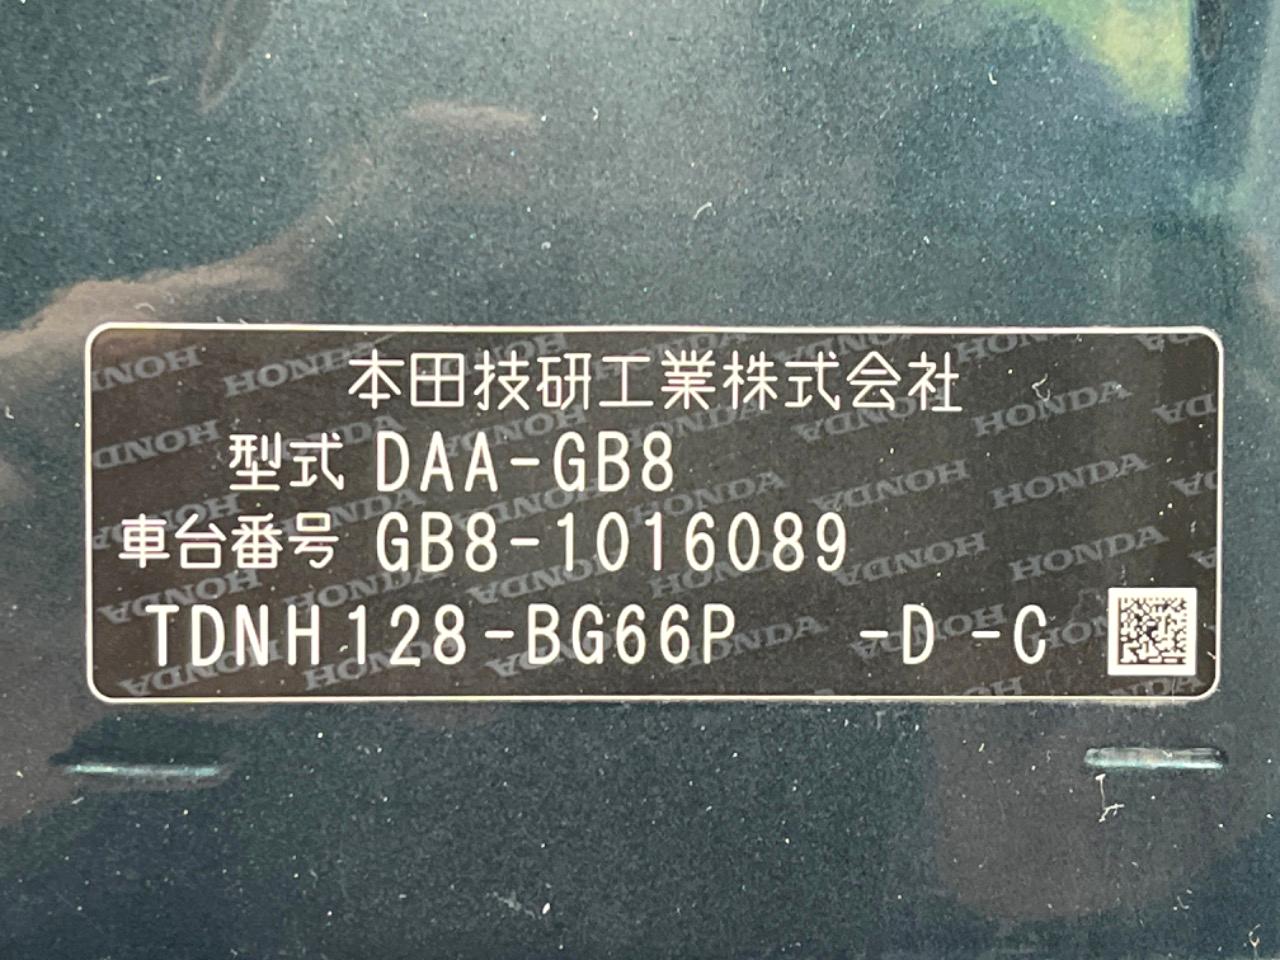 本田技研工業株式会社
型式 DAA-GB8
車台番号 GB8-1016089
TDNH128-BG66P -D -C